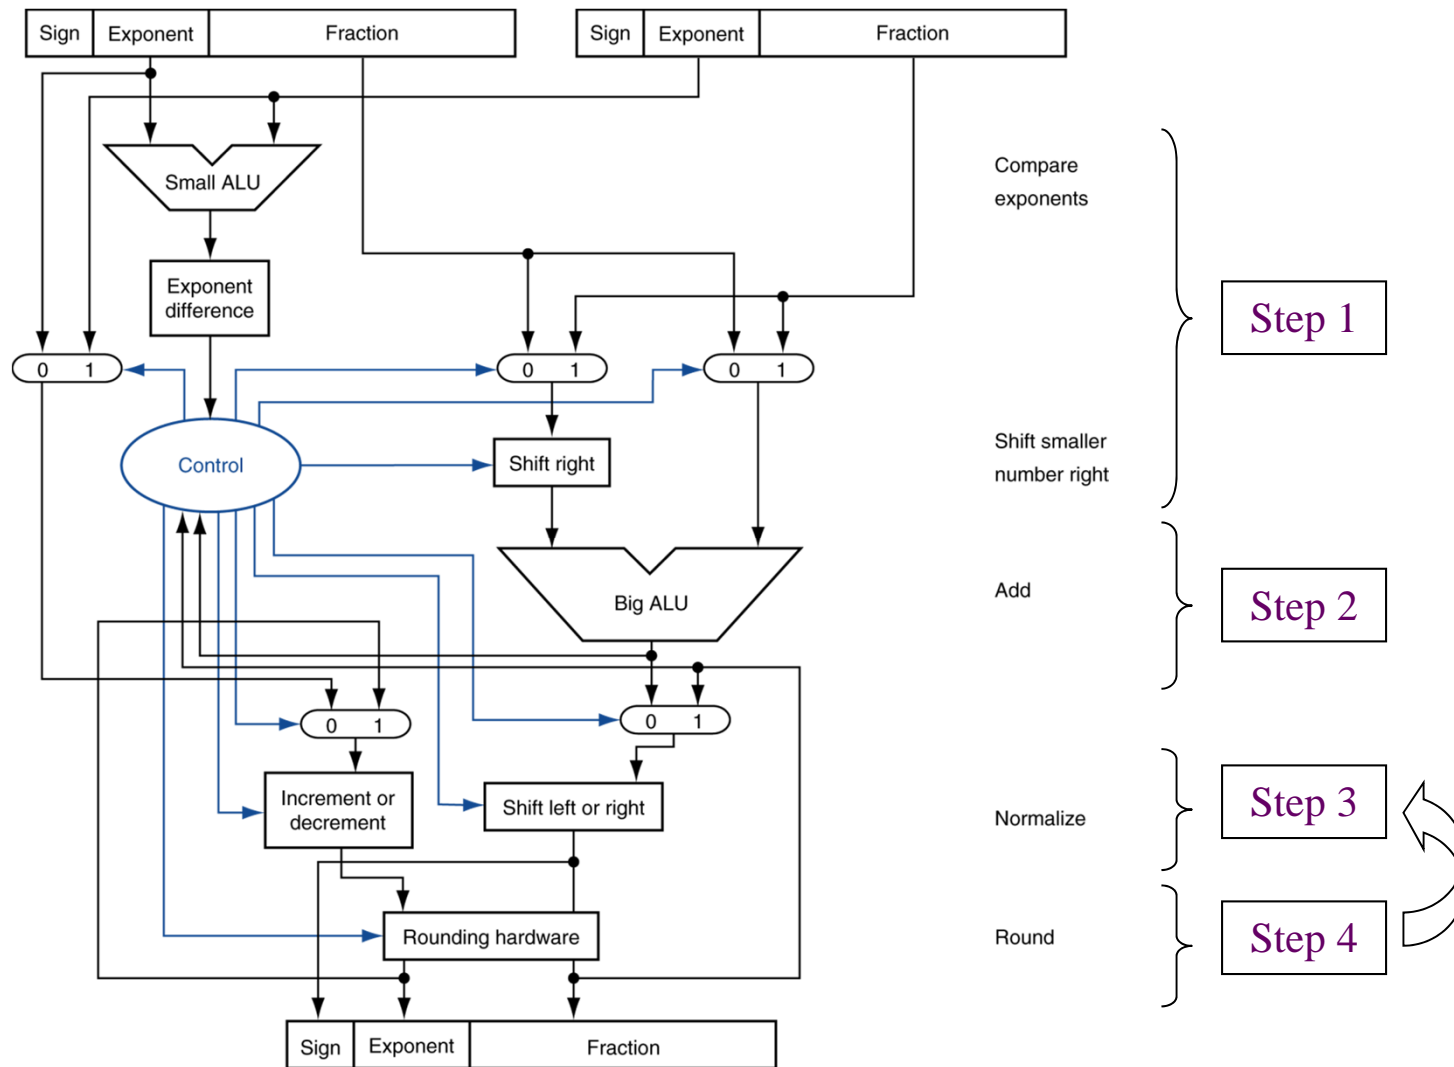 Sign Exponent Fraction
Sign Exponent Fraction
Small ALU
Compare
exponents
Exponent
difference
Step 1
0 1
0 1
0 1
Control
Shift right
Shift smaller
number right
Big ALU
Add
Step 2
0 1
0 1
Increment or
decrement
Shift left or right
Normalize
Step 3
Rounding hardware
Round
Step 4
Sign Exponent Fraction